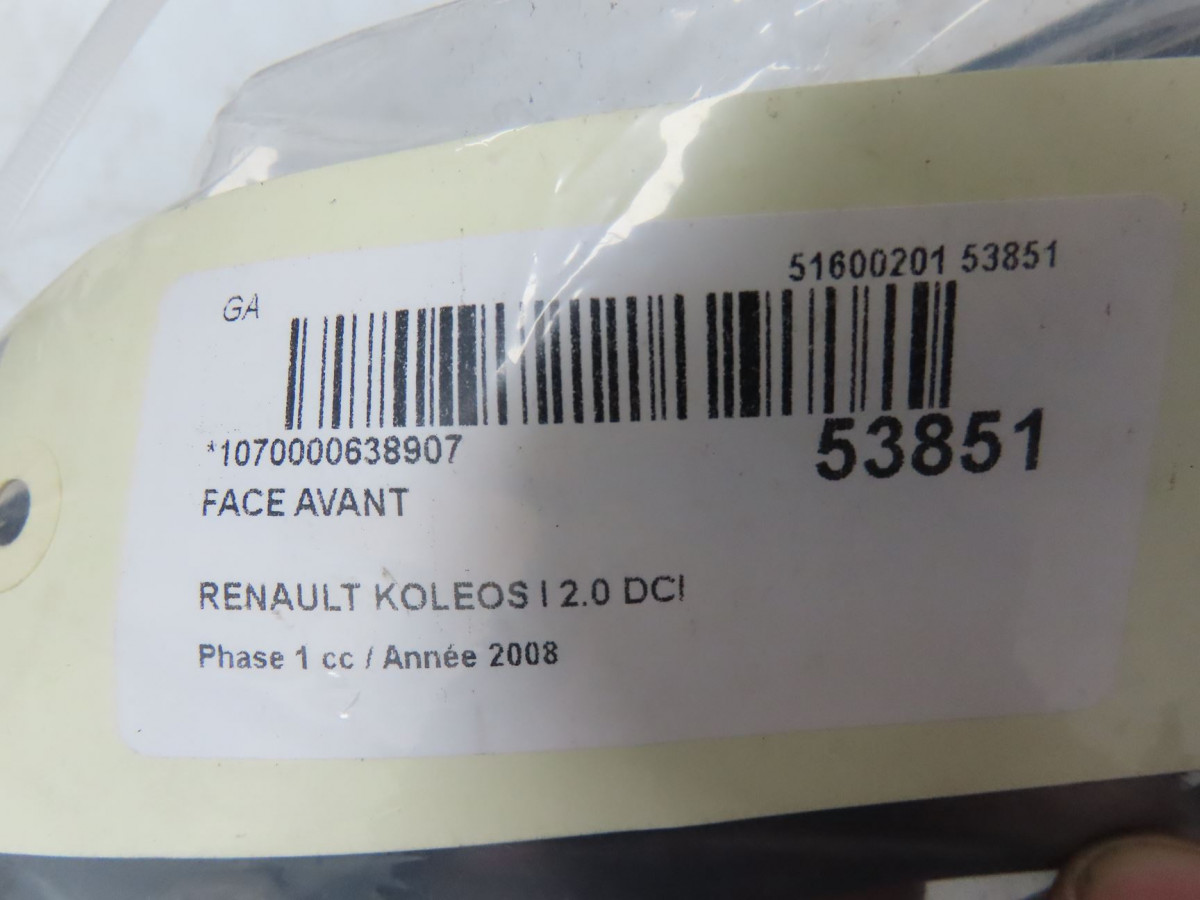 51600201 53851
GA
*1070000638907
53851
FACE AVANT
RENAULT KOLEOS I 2.0 DCI
Phase 1 cc / Année 2008